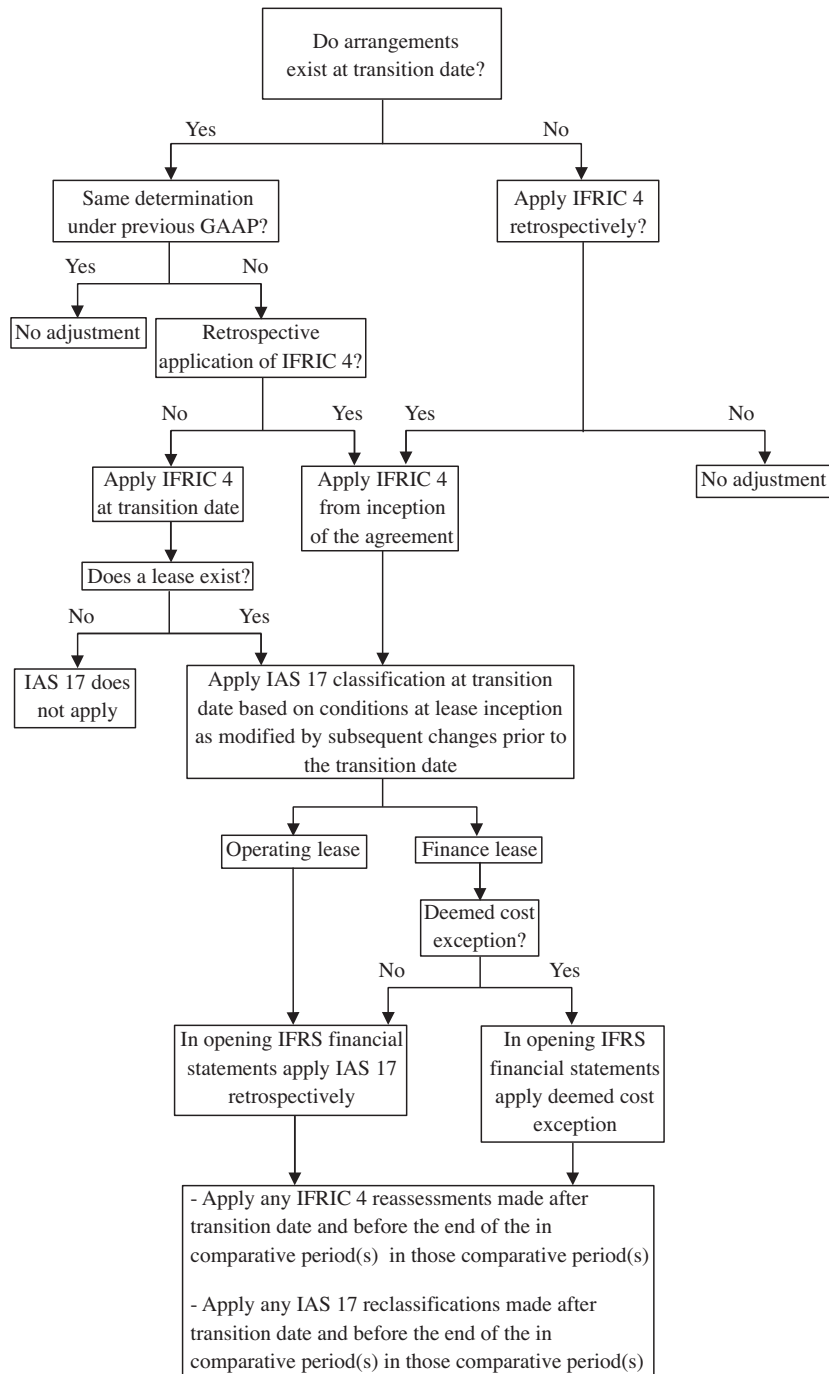 Do arrangements
exist at transition date?
Yes
No
Same determination
under previous GAAP?
Apply IFRIC 4
retrospectively?
Yes
No
No adjustment
Retrospective
application of IFRIC 4?
No
Yes
Yes
No
Apply IFRIC 4
at transition date
Apply IFRIC 4
from inception
of the agreement
No adjustment
Does a lease exist?
No
Yes
IAS 17 does
not apply
Apply IAS 17 classification at transition
date based on conditions at lease inception
as modified by subsequent changes prior to
the transition date
Operating lease
Finance lease
Deemed cost
exception?
No
Yes
In opening IFRS financial
statements apply IAS 17
retrospectively
In opening IFRS
financial statements
apply deemed cost
exception
- Apply any IFRIC 4 reassessments made after
transition date and before the end of the in
comparative period(s) in those comparative period(s)
- Apply any IAS 17 reclassifications made after
transition date and before the end of the in
comparative period(s) in those comparative period(s)